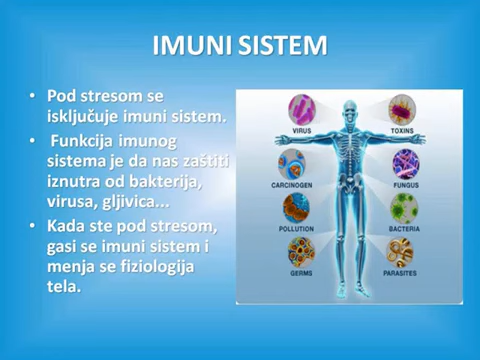 IMUNI SISTEM
• Pod stresom se
isključuje imuni sistem.
• Funkcija imunog
sistema je da nas zaštiti
iznutra od bakterija,
virusa, gljivica...
• Kada ste pod stresom,
gasi se imuni sistem i
menja se fiziologija
tela.
VIRUS
TOXINS
CARCINOGEN
FUNGUS
POLLUTION
BACTERIA
GERMS
PARASITES